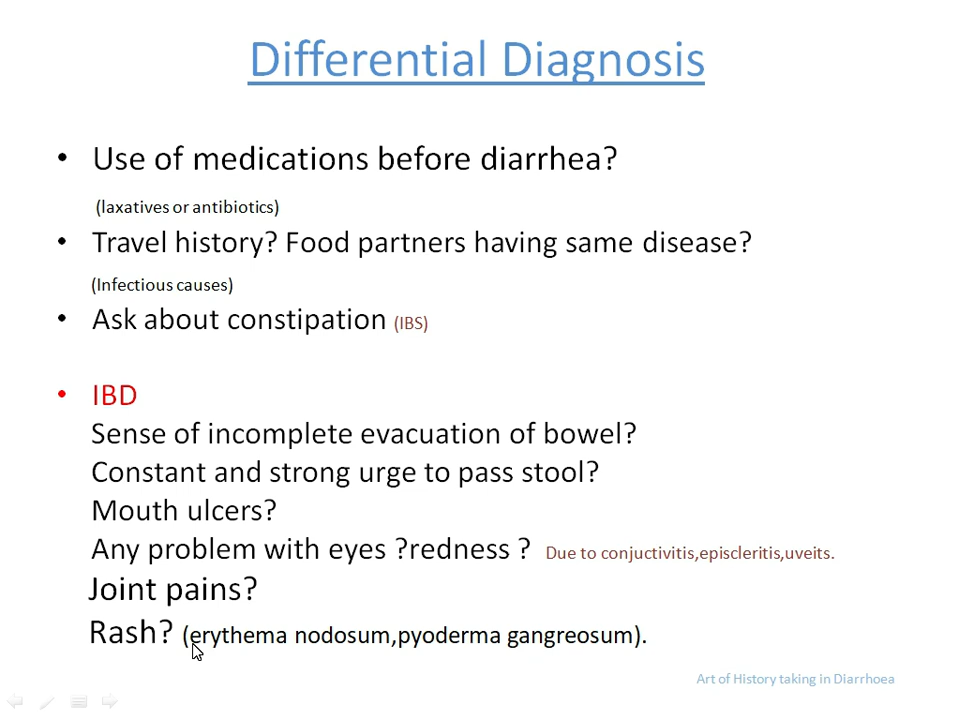 Differential Diagnosis
• Use of medications before diarrhea?
(laxatives or antibiotics)
• Travel history? Food partners having same disease?
(Infectious causes)
• Ask about constipation (IBS)
• IBD
Sense of incomplete evacuation of bowel?
Constant and strong urge to pass stool?
Mouth ulcers?
Any problem with eyes ?redness ? Due to conjuctivitis,episcleritis,uveits.
Joint pains?
Rash? (erythema nodosum,pyoderma gangreosum).
Art of History taking in Diarrhoea